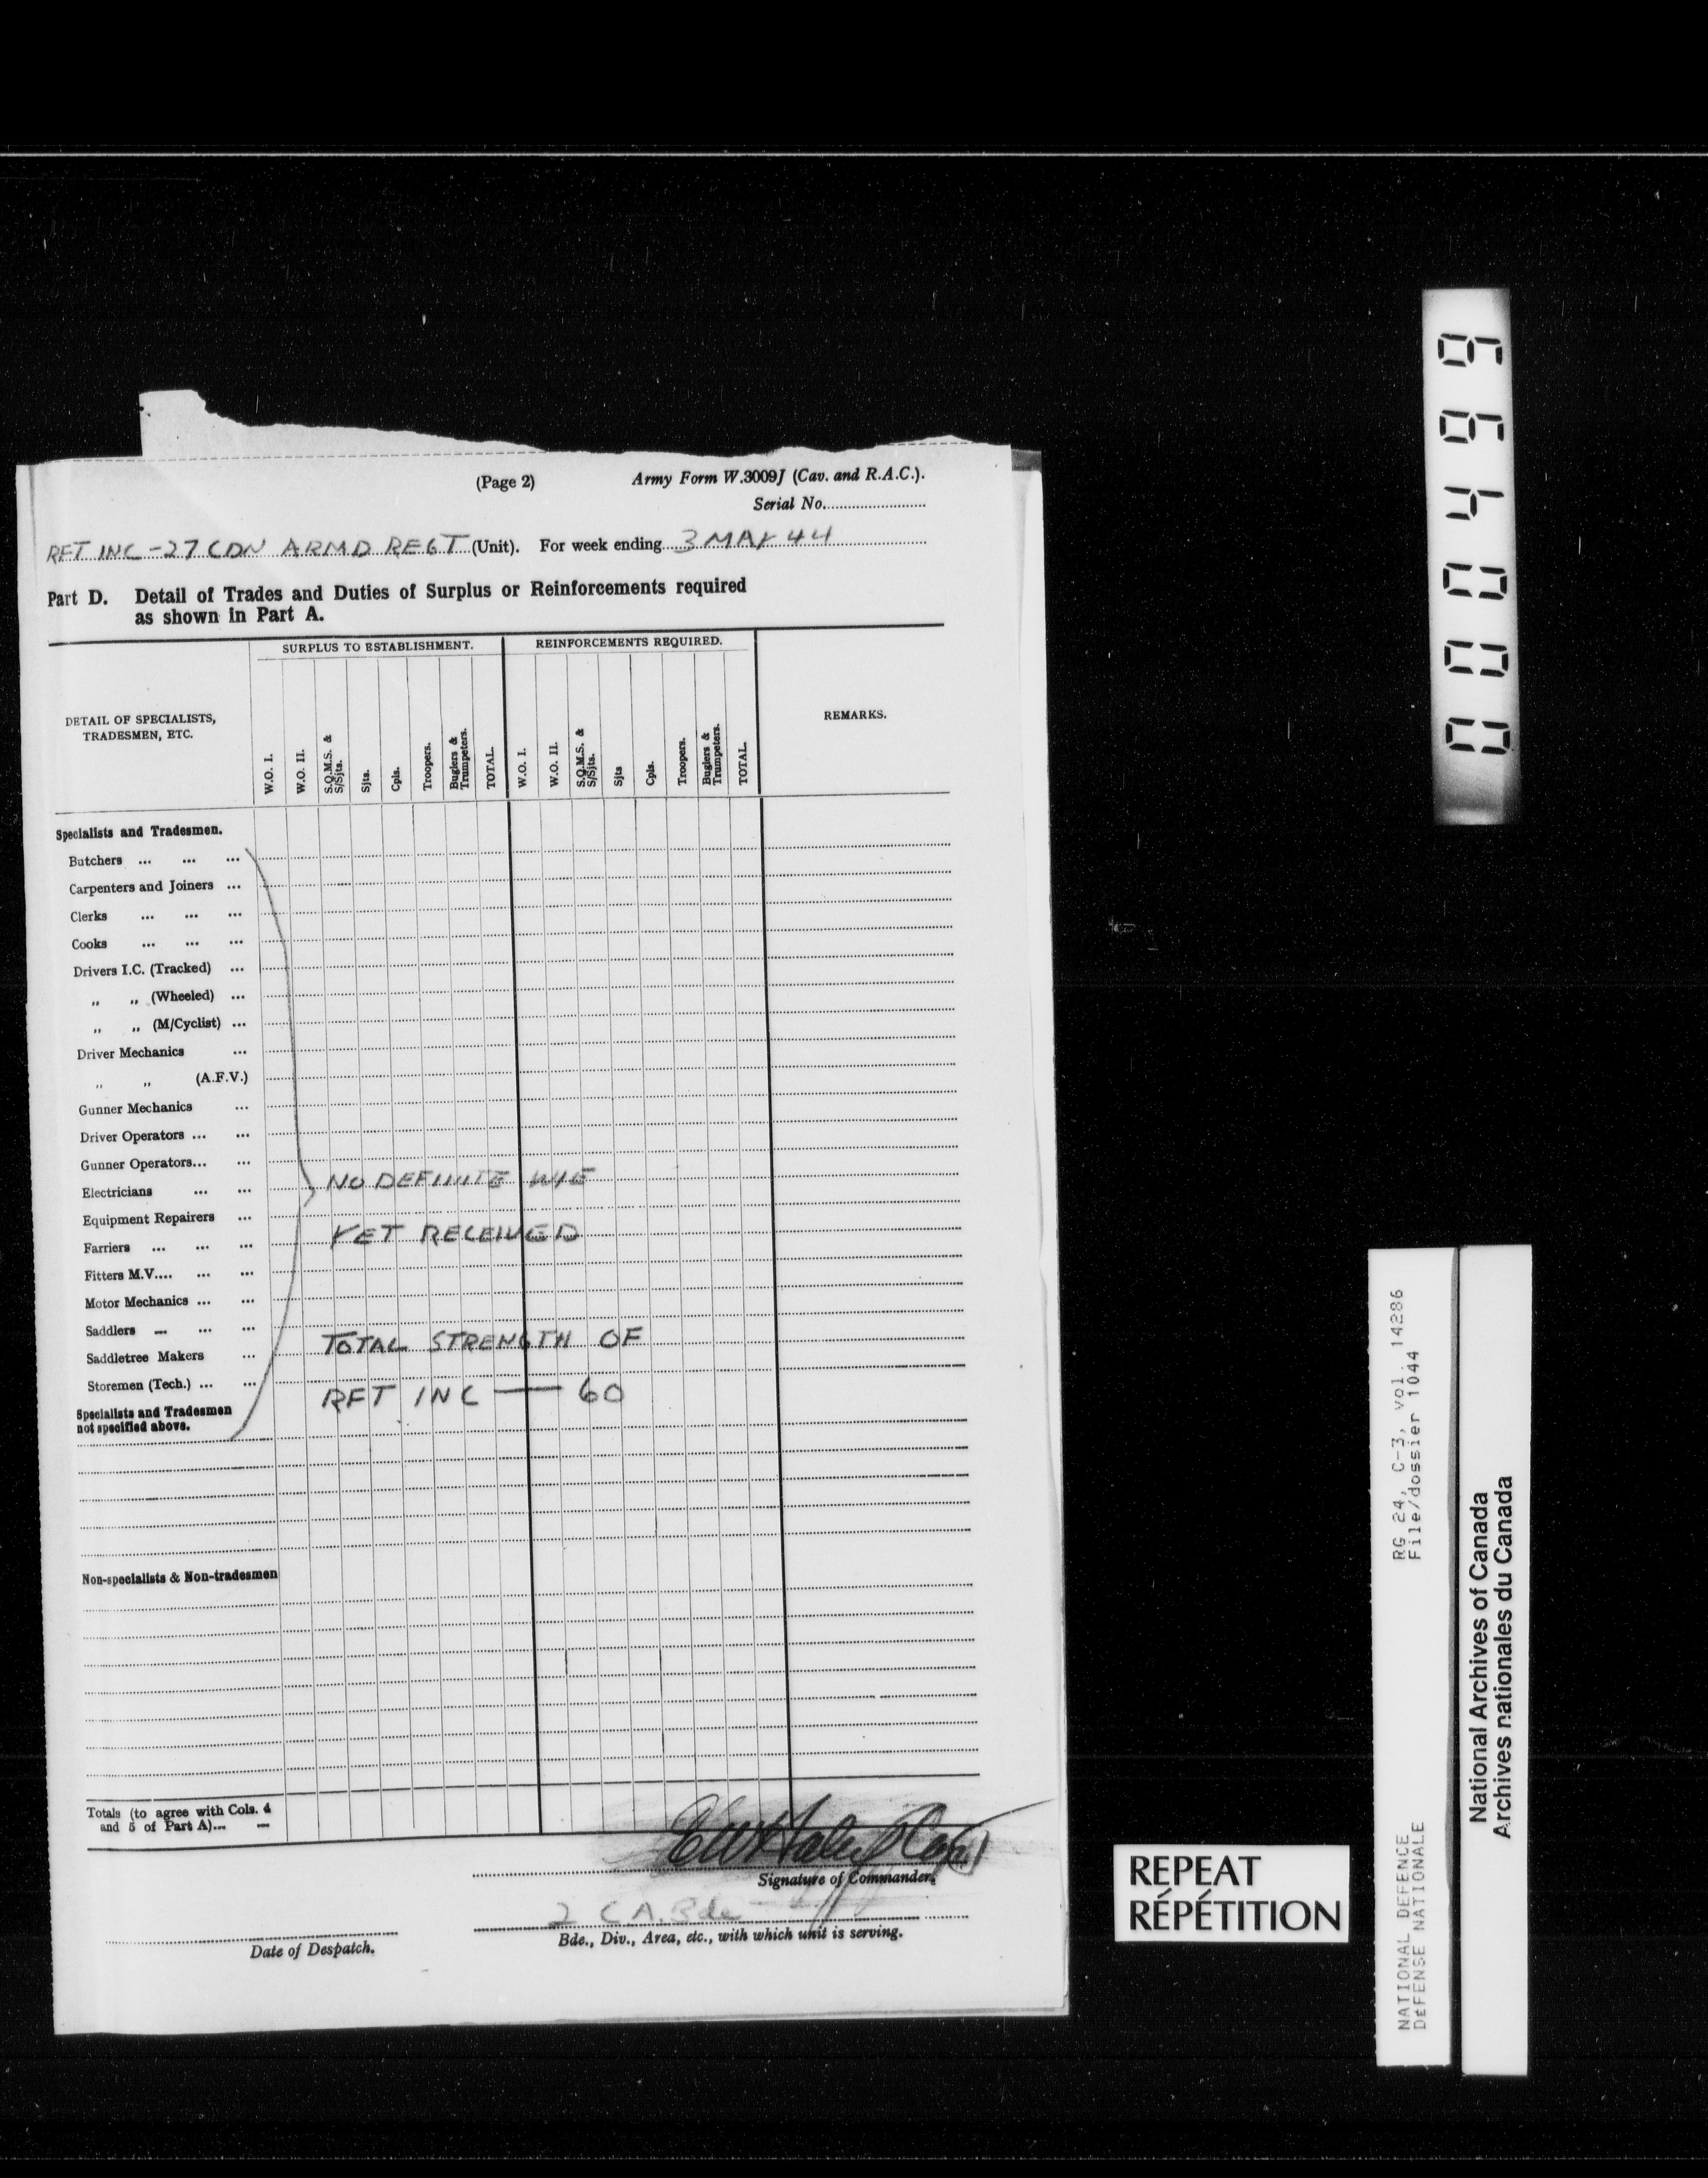 (Page 2) Army Form W.3009J (Cav. and R.A.C.).
Serial No.
RFT INC - 27 CDN ARMD REGT (Unit). For week ending 3 MAY 44
Part D. Detail of Trades and Duties of Surplus or Reinforcements required
as shown in Part A.
SURPLUS TO ESTABLISHMENT. REINFORCEMENTS REQUIRED.
DETAIL OF SPECIALISTS,
TRADESMEN, ETC.
W.O. I.
W.O. II.
S.Q.M.S. &
S/Sjts.
Sjts.
Cpls.
Troopers.
Buglers &
Trumpeters.
TOTAL.
W.O. I.
W.O. II.
S.Q.M.S. &
S/Sjts.
Sjts
Cpls.
Troopers.
Buglers &
Trumpeters.
TOTAL.
REMARKS.
Specialists and Tradesmen.
Butchers ... ... ...
Carpenters and Joiners ...
Clerks ... ... ...
Cooks ... ... ...
Drivers I.C. (Tracked) ...
„ „ (Wheeled) ...
„ „ (M/Cyclist) ...
Driver Mechanics ...
„ „ (A.F.V.)
Gunner Mechanics ...
Driver Operators ... ...
Gunner Operators... ...
Electricians ... ...
NO DEFINITE W/E
Equipment Repairers ...
Farriers ... ... ...
YET RECEIVED
Fitters M.V.... ... ...
Motor Mechanics ... ...
Saddlers — ... ...
TOTAL STRENGTH OF
Saddletree Makers ...
Storemen (Tech.) ... ...
RFT INC — 60
Specialists and Tradesmen
not specified above.
Non-specialists & Non-tradesmen
Totals (to agree with Cols. 4
and 5 of Part A)... —
Signature of Commander.
2 C.A. Bde
Bde., Div., Area, etc., with which unit is serving.
Date of Despatch.
000499
RG 24, C-3, vol. 14286
File/dossier 1044
NATIONAL DEFENCE
DÉFENSE NATIONALE
National Archives of Canada
Archives nationales du Canada
REPEAT
RÉPÉTITION